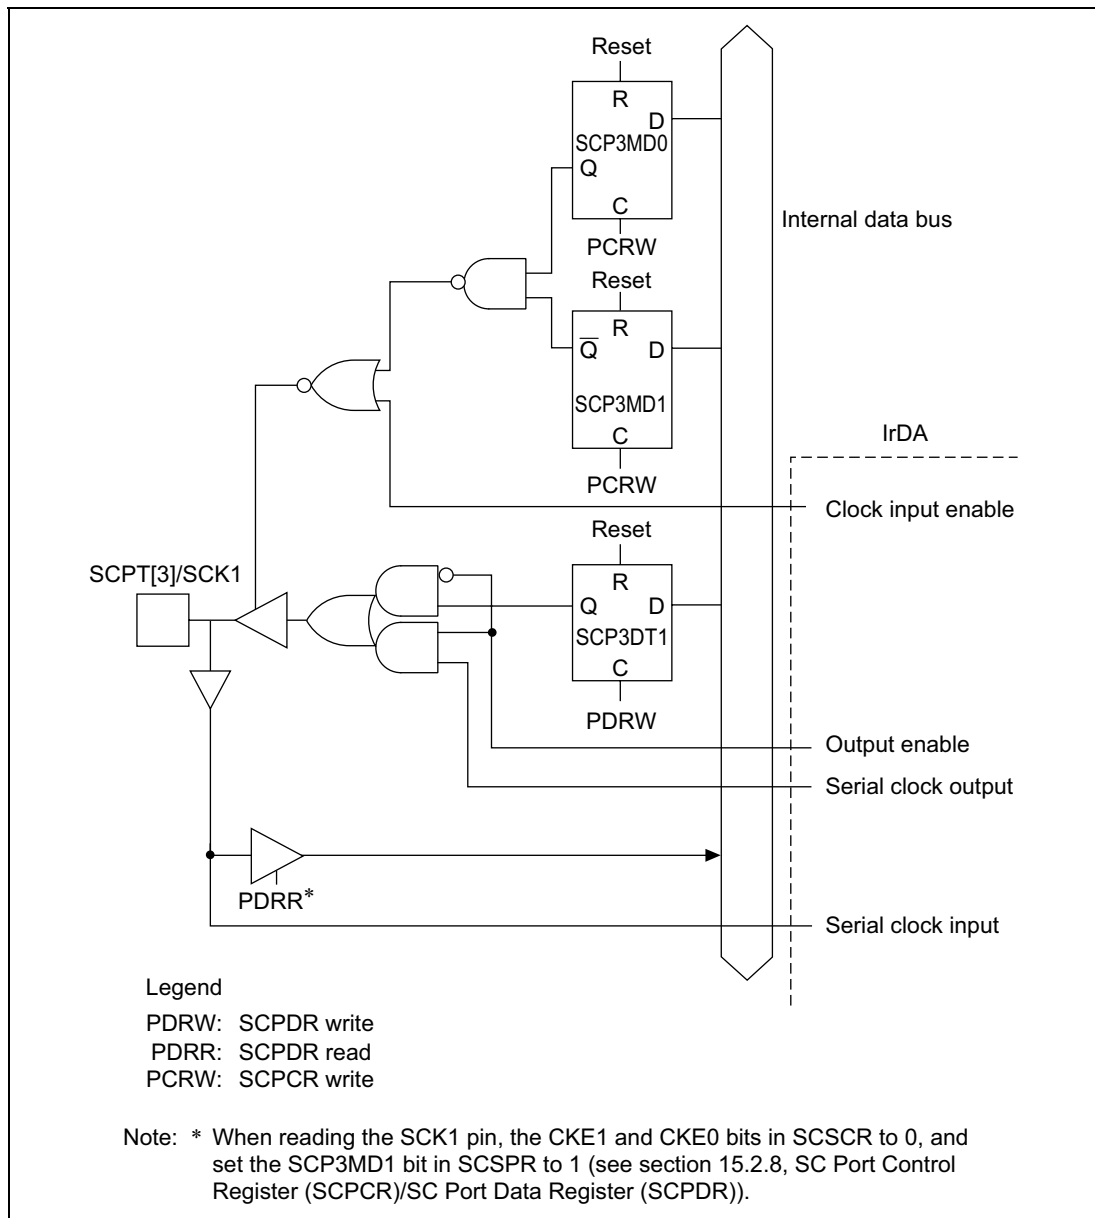 Reset
R
D
SCP3MD0
Q
C
PCRW
Internal data bus
Reset
R
Q D
SCP3MD1
C
PCRW
IrDA
Clock input enable
Reset
SCPT[3]/SCK1
R
Q D
SCP3DT1
C
PDRW
Output enable
Serial clock output
PDRR*
Serial clock input
Legend
PDRW: SCPDR write
PDRR: SCPDR read
PCRW: SCPCR write
Note: * When reading the SCK1 pin, the CKE1 and CKE0 bits in SCSCR to 0, and
set the SCP3MD1 bit in SCSPR to 1 (see section 15.2.8, SC Port Control
Register (SCPCR)/SC Port Data Register (SCPDR)).